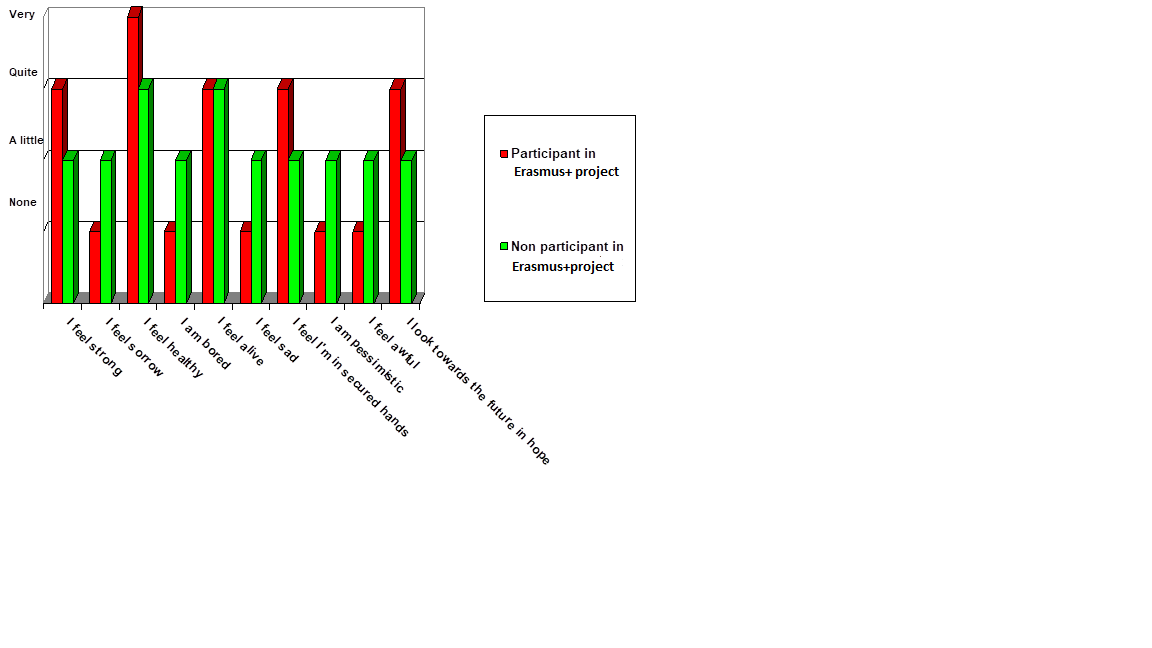 Very
Quite
A little
None
I feel strong
I feel sorrow
I feel healthy
I am bored
I feel alive
I feel sad
I feel I'm in secured hands
I am pessimistic
I feel awful
I look towards the future in hope
Participant in
Erasmus+ project
Non participant in
Erasmus+project